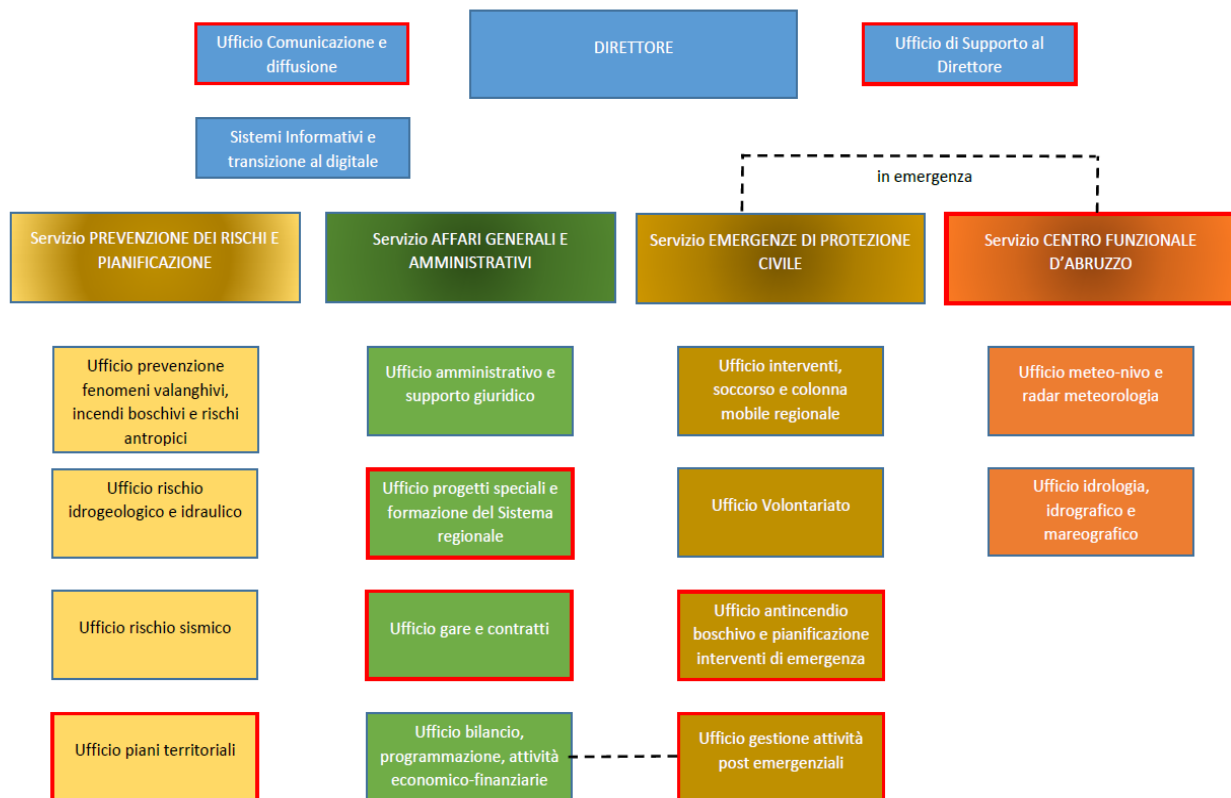 Ufficio Comunicazione e
diffusione
DIRETTORE
Ufficio di Supporto al
Direttore
Sistemi Informativi e
transizione al digitale
in emergenza
Servizio PREVENZIONE DEI RISCHI E
PIANIFICAZIONE
Servizio AFFARI GENERALI E
AMMINISTRATIVI
Servizio EMERGENZE DI PROTEZIONE
CIVILE
Servizio CENTRO FUNZIONALE
D’ABRUZZO
Ufficio prevenzione
fenomeni valanghivi,
incendi boschivi e rischi
antropici
Ufficio amministrativo e
supporto giuridico
Ufficio interventi,
soccorso e colonna
mobile regionale
Ufficio meteo-nivo e
radar meteorologia
Ufficio rischio
idrogeologico e idraulico
Ufficio progetti speciali e
formazione del Sistema
regionale
Ufficio Volontariato
Ufficio idrologia,
idrografico e
mareografico
Ufficio rischio sismico
Ufficio gare e contratti
Ufficio antincendio
boschivo e pianificazione
interventi di emergenza
Ufficio piani territoriali
Ufficio bilancio,
programmazione, attività
economico-finanziarie
Ufficio gestione attività
post emergenziali